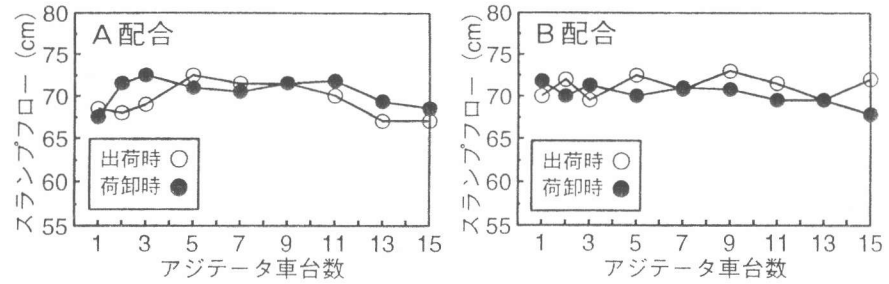 A配合
スランプフロー (cm)
80
75
70
65
60
55
出荷時
荷卸時
1 3 5 7 9 11 13 15
アジテータ車台数
B配合
スランプフロー (cm)
80
75
70
65
60
55
出荷時
荷卸時
1 3 5 7 9 11 13 15
アジテータ車台数